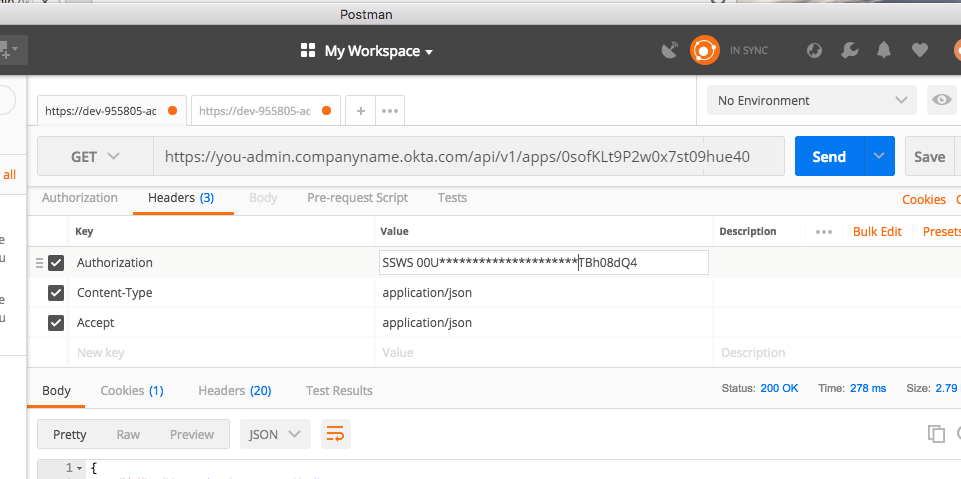 Postman
My Workspace
IN SYNC
https://dev-955805-ac
https://dev-955805-ac
No Environment
GET
https://you-admin.companyname.okta.com/api/v1/apps/0sofKLt9P2w0x7st09hue40
Send
Save
all
Authorization
Headers (3)
Body
Pre-request Script
Tests
Cookies
Key
Value
Description
Bulk Edit
Presets
Authorization
SSWS 00U*********************TBh08dQ4
Content-Type
application/json
Accept
application/json
New key
Value
Description
Body
Cookies (1)
Headers (20)
Test Results
Status: 200 OK
Time: 278 ms
Size: 2.79
Pretty
Raw
Preview
JSON
1
{